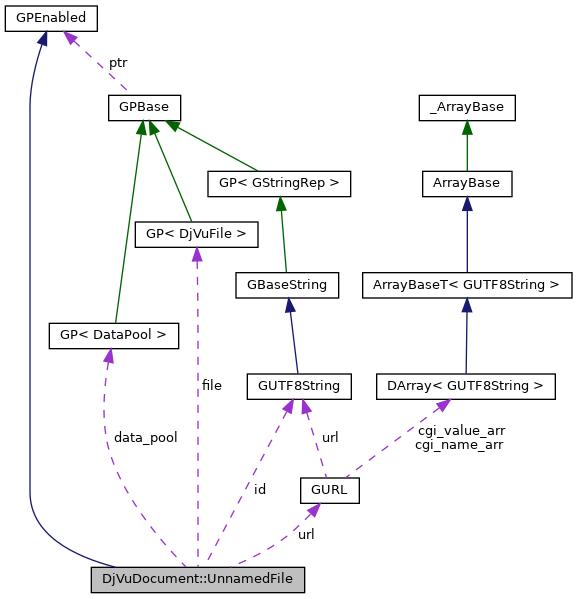 GPEnabled
ptr
GPBase
_ArrayBase
GP< GStringRep >
ArrayBase
GP< DjVuFile >
GBaseString
ArrayBaseT< GUTF8String >
GP< DataPool >
GUTF8String
DArray< GUTF8String >
file
data_pool
url
cgi_value_arr
cgi_name_arr
id
GURL
url
DjVuDocument::UnnamedFile